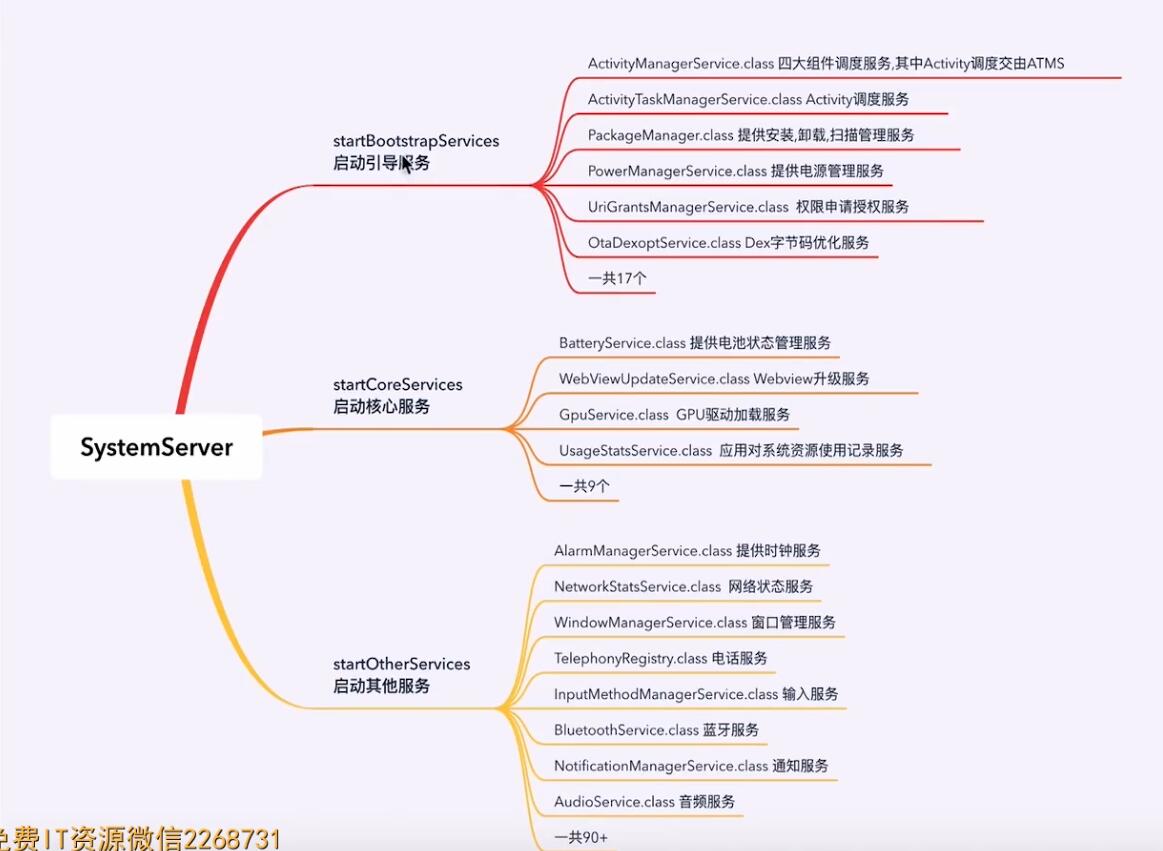 ActivityManagerService.class 四大组件调度服务,其中Activity调度交由ATMS
ActivityTaskManagerService.class Activity调度服务
startBootstrapServices
启动引导服务
PackageManager.class 提供安装,卸载,扫描管理服务
PowerManagerService.class 提供电源管理服务
UriGrantsManagerService.class 权限申请授权服务
OtaDexoptService.class Dex字节码优化服务
一共17个
BatteryService.class 提供电池状态管理服务
WebViewUpdateService.class Webview升级服务
startCoreServices
启动核心服务
GpuService.class GPU驱动加载服务
UsageStatsService.class 应用对系统资源使用记录服务
一共9个
SystemServer
AlarmManagerService.class 提供时钟服务
NetworkStatsService.class 网络状态服务
WindowManagerService.class 窗口管理服务
startOtherServices
启动其他服务
TelephonyRegistry.class 电话服务
InputMethodManagerService.class 输入服务
BluetoothService.class 蓝牙服务
NotificationManagerService.class 通知服务
AudioService.class 音频服务
一共90+
免费IT资源微信2268731